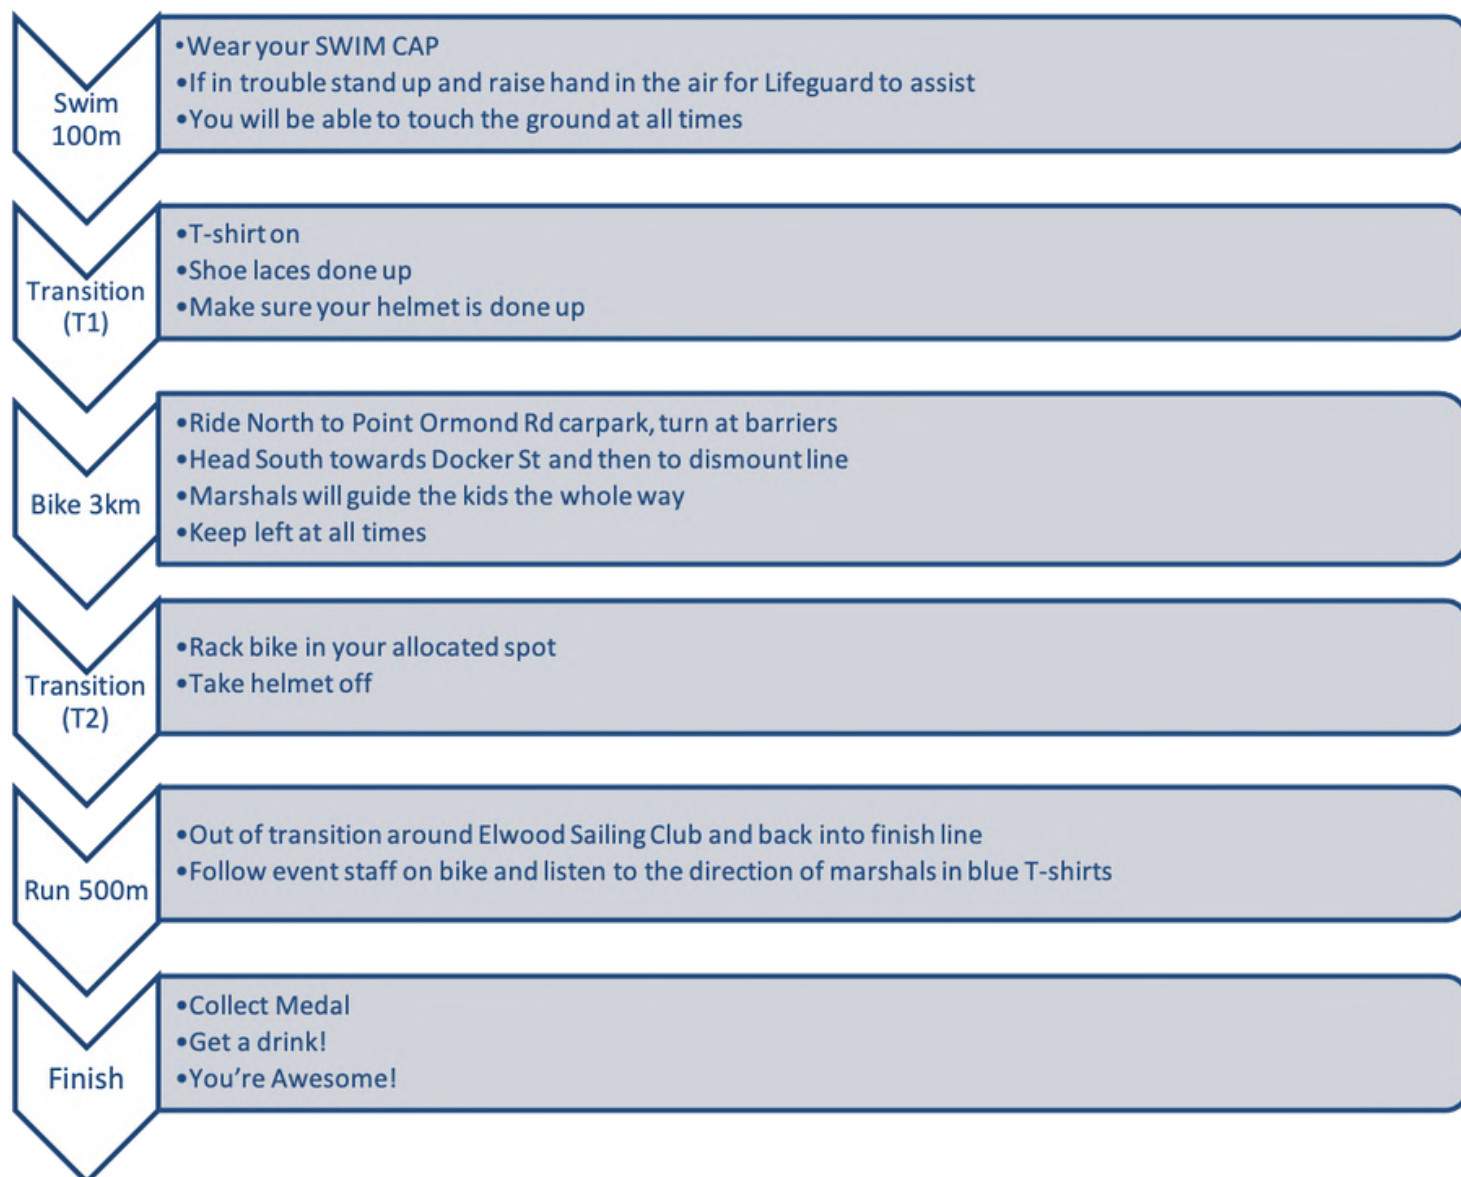 Swim
100m
•Wear your SWIM CAP
•If in trouble stand up and raise hand in the air for Lifeguard to assist
•You will be able to touch the ground at all times
Transition
(T1)
•T-shirt on
•Shoe laces done up
•Make sure your helmet is done up
Bike 3km
•Ride North to Point Ormond Rd carpark, turn at barriers
•Head South towards Docker St and then to dismount line
•Marshals will guide the kids the whole way
•Keep left at all times
Transition
(T2)
•Rack bike in your allocated spot
•Take helmet off
Run 500m
•Out of transition around Elwood Sailing Club and back into finish line
•Follow event staff on bike and listen to the direction of marshals in blue T-shirts
Finish
•Collect Medal
•Get a drink!
•You're Awesome!